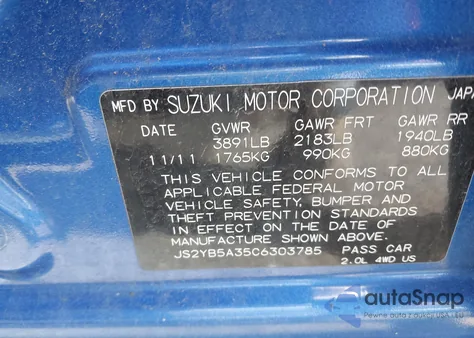 MFD BY SUZUKI MOTOR CORPORATION JAPA
DATE GVWR GAWR FRT GAWR RR
3891LB 2183LB 1940LB
11/11 1765KG 990KG 880KG
THIS VEHICLE CONFORMS TO ALL
APPLICABLE FEDERAL MOTOR
VEHICLE SAFETY, BUMPER AND
THEFT PREVENTION STANDARDS
IN EFFECT ON THE DATE OF
MANUFACTURE SHOWN ABOVE.
JS2YB5A35C6303785 PASS CAR
2.0L 4WD US
autoSnap